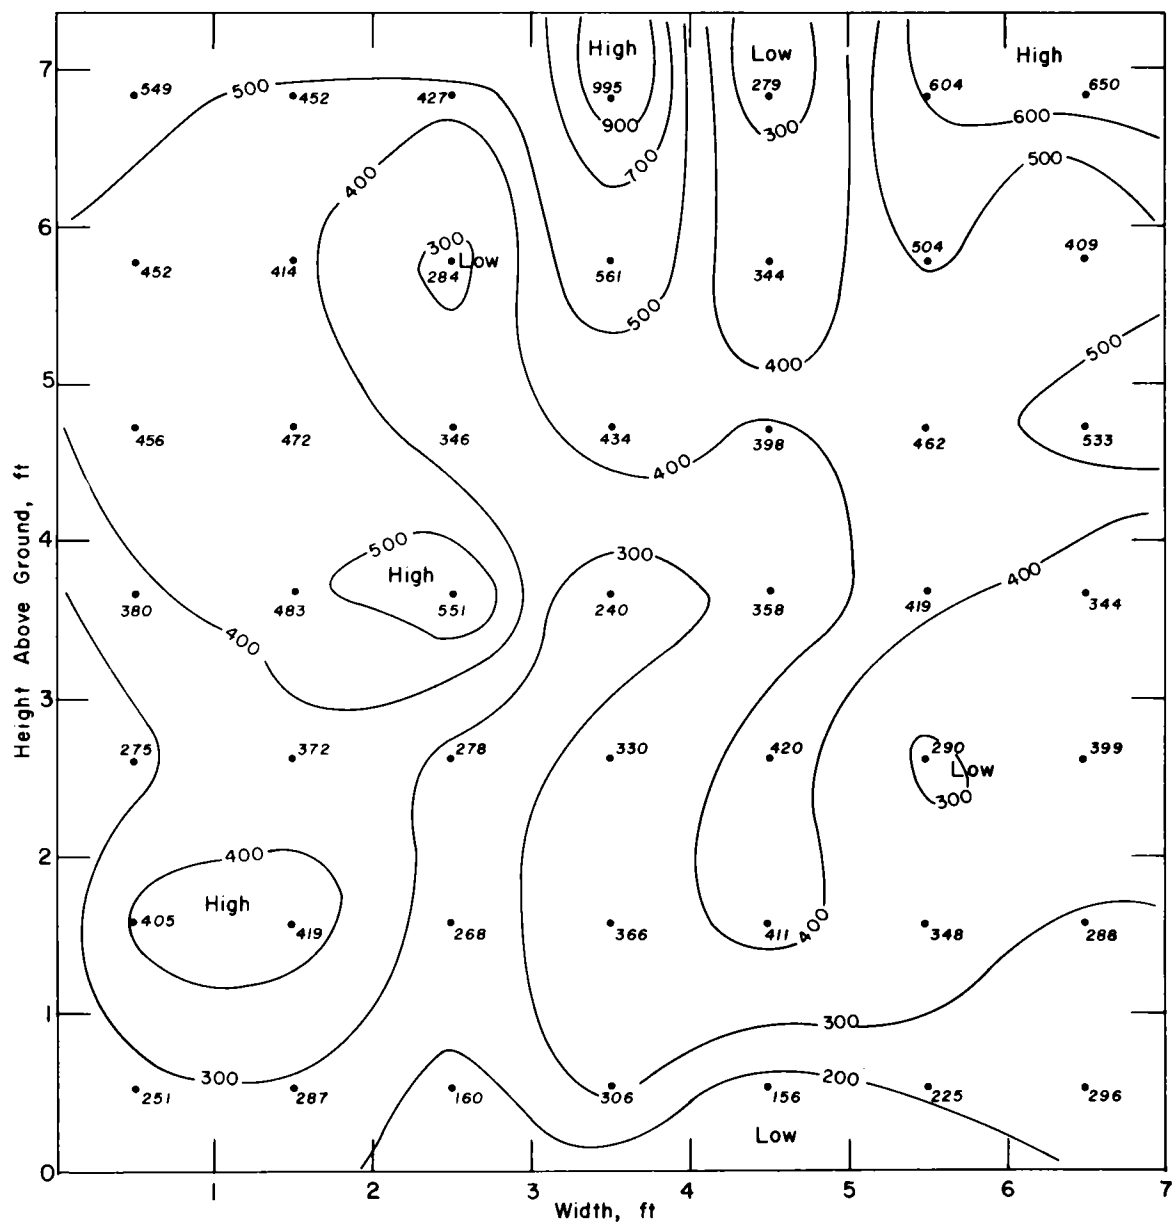 High Low High
7
549 500 452 427 995 279 604 650
900 300 600
700 500
400
6
300 Low 504 409
452 414 284 561 344
500 500
5 400
456 472 346 434 398 462 533
400
4
500 300 400
High
380 483 551 240 358 419 344
400
3
275 372 278 330 420 290 399
Low
300
2
400
High
405 419 268 366 411 400 348 288
1
300 300
200
251 287 160 306 156 225 296
Low
0
1 2 3 4 5 6 7
Width, ft
Height Above Ground, ft